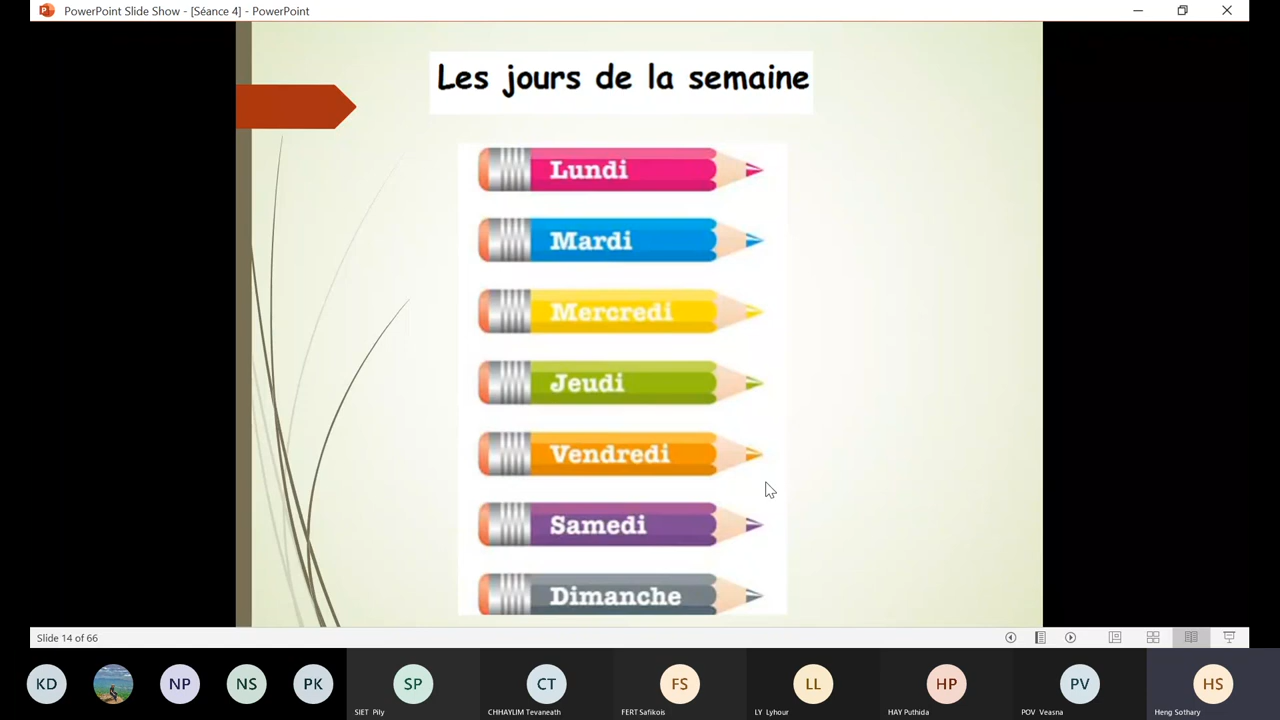 PowerPoint Slide Show - [Séance 4] - PowerPoint
Les jours de la semaine
Lundi
Mardi
Mercredi
Jeudi
Vendredi
Samedi
Dimanche
Slide 14 of 66
KD NP NS PK SP CT FS LL HP PV HS
SIET Pily CHHAYLIM Tevaneath FERT Safikois LY Lyhour HAY Puthida POV Veasna Heng Sothary